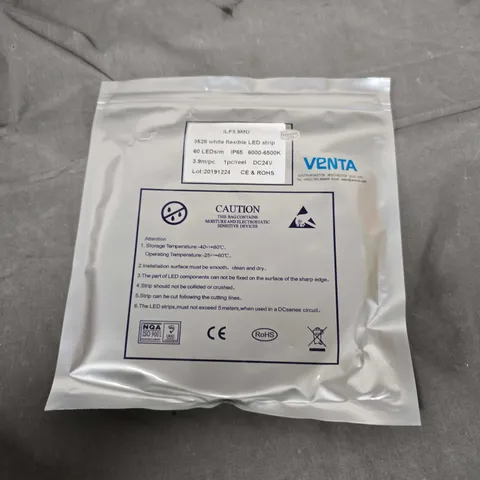 3528 white flexible LED strip
60 LEDs/m IP65 6000-6500K
3.9m/pc 1pc/reel DC24V
Lot:20191224 CE & ROHS
VENTA
CAUTION
THIS BAG CONTAINS
MOISTURE AND ELECTROSTATIC
SENSITIVE DEVICES
Attention:
1. Storage Temperature:-40~+80℃.
Operating Temperature:-25~+60℃.
2.Installation surface must be smooth, clean and dry.
3.The part of LED components can not be fixed on the surface of the sharp edge.
4.Strip should not be collided or crushed.
5.Strip can be cut following the cutting lines.
6.The LED strips,must not exceed 5 meters,when used in a DCseries circuit.
NQA
ISO 9001
CE
RoHS